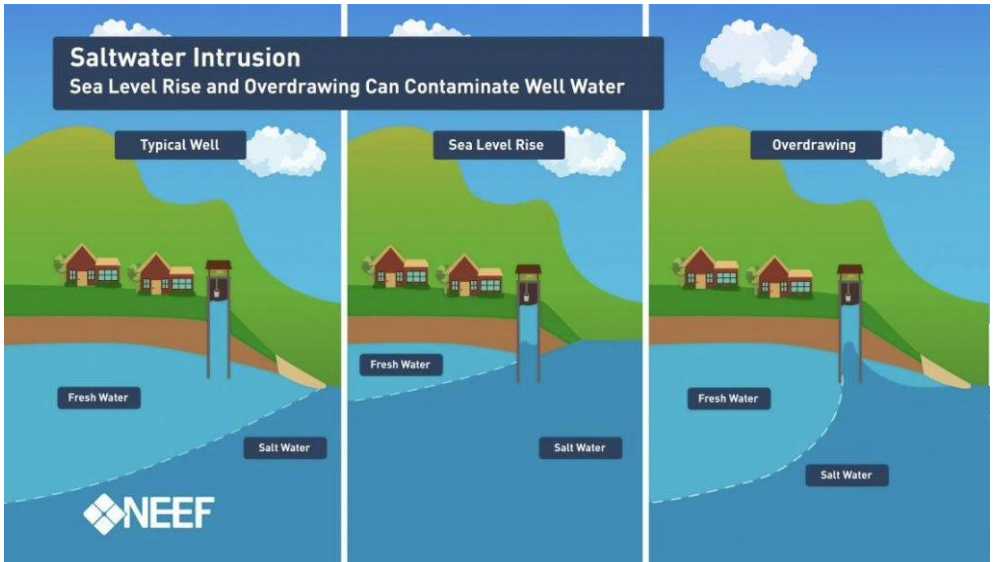 Saltwater Intrusion
Sea Level Rise and Overdrawing Can Contaminate Well Water
Typical Well
Fresh Water
Salt Water
NEEF
Sea Level Rise
Fresh Water
Salt Water
Overdrawing
Fresh Water
Salt Water